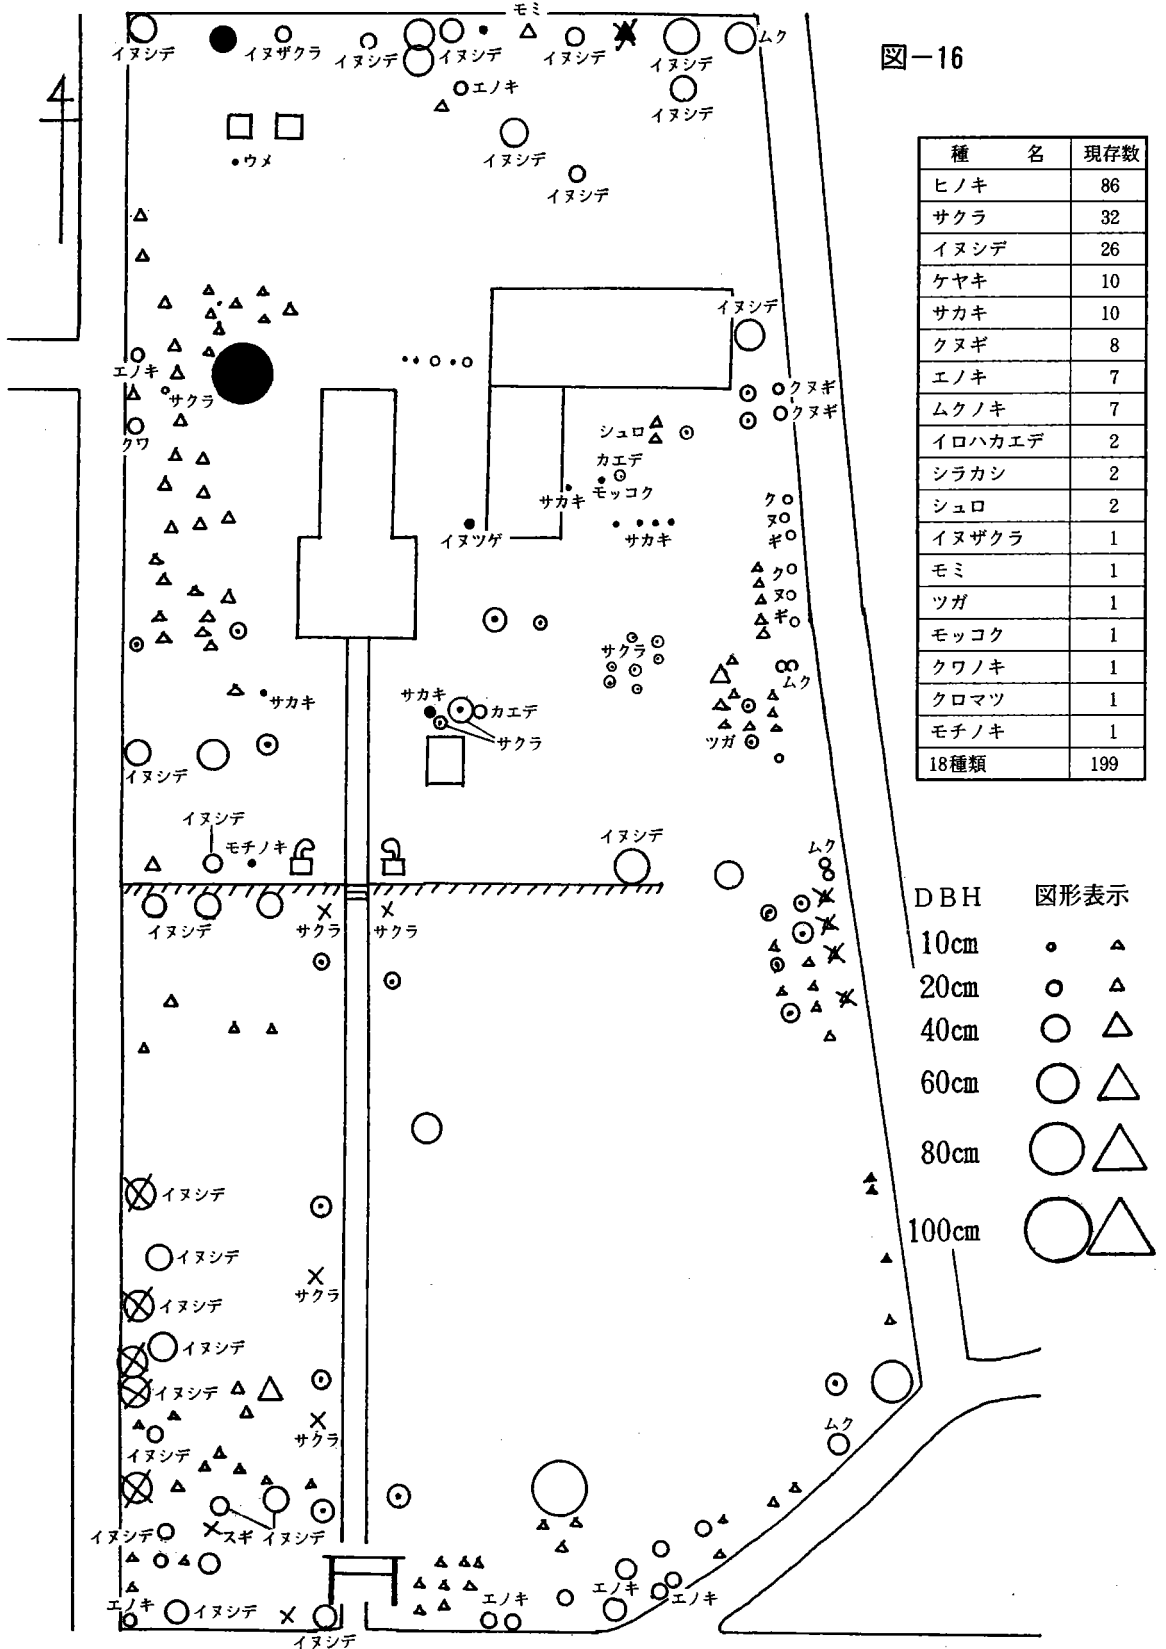 モミ
イヌシデ
イヌザクラ
イヌシデ
イヌシデ
イヌシデ
イヌシデ
ムク
図－16
エノキ
イヌシデ
イヌシデ
ウメ
イヌシデ
種 名 現存数
ヒノキ 86
サクラ 32
イヌシデ 26
ケヤキ 10
サカキ 10
クヌギ 8
エノキ 7
ムクノキ 7
イロハカエデ 2
シラカシ 2
シュロ 2
イヌザクラ 1
モミ 1
ツガ 1
モッコク 1
クワノキ 1
クロマツ 1
モチノキ 1
18種類 199
イヌシデ
エノキ
サクラ
クワ
クヌギ
クヌギ
シュロ
カエデ
サカキ
モッコク
イヌツゲ
サカキ
クヌギ
クヌギ
サクラ
ムク
サカキ
サカキ
カエデ
サクラ
ツガ
イヌシデ
イヌシデ
モチノキ
イヌシデ
ムク
イヌシデ
サクラ
サクラ
DBH 図形表示
10cm
20cm
40cm
60cm
80cm
100cm
イヌシデ
イヌシデ
サクラ
イヌシデ
イヌシデ
イヌシデ
サクラ
ムク
イヌシデ
イヌシデ
スギ
イヌシデ
エノキ
イヌシデ
エノキ
エノキ
エノキ
イヌシデ